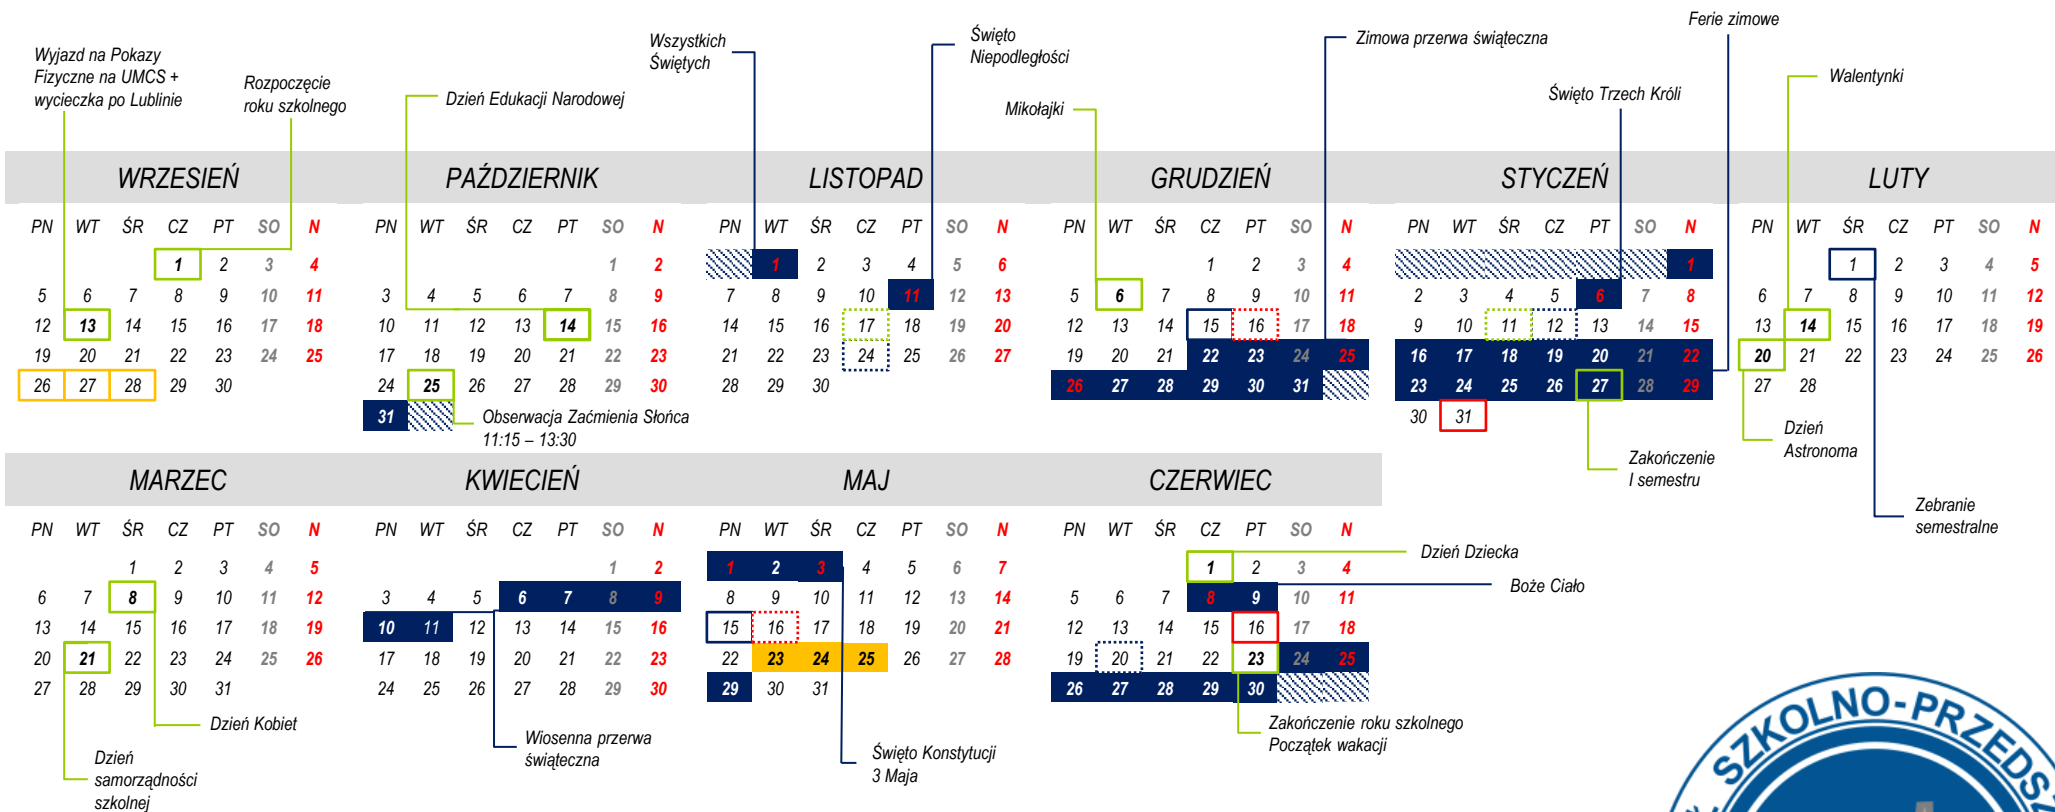 Wyjazd na Pokazy
Fizyczne na UMCS +
wycieczka po Lublinie
Rozpoczęcie
roku szkolnego
Dzień Edukacji Narodowej
Wszystkich
Świętych
Święto
Niepodległości
Mikołajki
Zimowa przerwa świąteczna
Święto Trzech Króli
Ferie zimowe
Walentynki
WRZESIEŃ
PN WT ŚR CZ PT SO N
1 2 3 4
5 6 7 8 9 10 11
12 13 14 15 16 17 18
19 20 21 22 23 24 25
26 27 28 29 30
PAŹDZIERNIK
PN WT ŚR CZ PT SO N
1 2
3 4 5 6 7 8 9
10 11 12 13 14 15 16
17 18 19 20 21 22 23
24 25 26 27 28 29 30
31
Obserwacja Zaćmienia Słońca
11:15 – 13:30
LISTOPAD
PN WT ŚR CZ PT SO N
1 2 3 4 5 6
7 8 9 10 11 12 13
14 15 16 17 18 19 20
21 22 23 24 25 26 27
28 29 30
GRUDZIEŃ
PN WT ŚR CZ PT SO N
1 2 3 4
5 6 7 8 9 10 11
12 13 14 15 16 17 18
19 20 21 22 23 24 25
26 27 28 29 30 31
STYCZEŃ
PN WT ŚR CZ PT SO N
1
2 3 4 5 6 7 8
9 10 11 12 13 14 15
16 17 18 19 20 21 22
23 24 25 26 27 28 29
30 31
Zakończenie
I semestru
LUTY
PN WT ŚR CZ PT SO N
1 2 3 4 5
6 7 8 9 10 11 12
13 14 15 16 17 18 19
20 21 22 23 24 25 26
27 28
Dzień
Astronoma
Zebranie
semestralne
MARZEC
PN WT ŚR CZ PT SO N
1 2 3 4 5
6 7 8 9 10 11 12
13 14 15 16 17 18 19
20 21 22 23 24 25 26
27 28 29 30 31
Dzień Kobiet
Dzień
samorządności
szkolnej
KWIECIEŃ
PN WT ŚR CZ PT SO N
1 2
3 4 5 6 7 8 9
10 11 12 13 14 15 16
17 18 19 20 21 22 23
24 25 26 27 28 29 30
Wiosenna przerwa
świąteczna
MAJ
PN WT ŚR CZ PT SO N
1 2 3 4 5 6 7
8 9 10 11 12 13 14
15 16 17 18 19 20 21
22 23 24 25 26 27 28
29 30 31
Święto Konstytucji
3 Maja
CZERWIEC
PN WT ŚR CZ PT SO N
1 2 3 4
5 6 7 8 9 10 11
12 13 14 15 16 17 18
19 20 21 22 23 24 25
26 27 28 29 30
Dzień Dziecka
Boże Ciało
Zakończenie roku szkolnego
Początek wakacji
SZKOLNO-PRZEDS